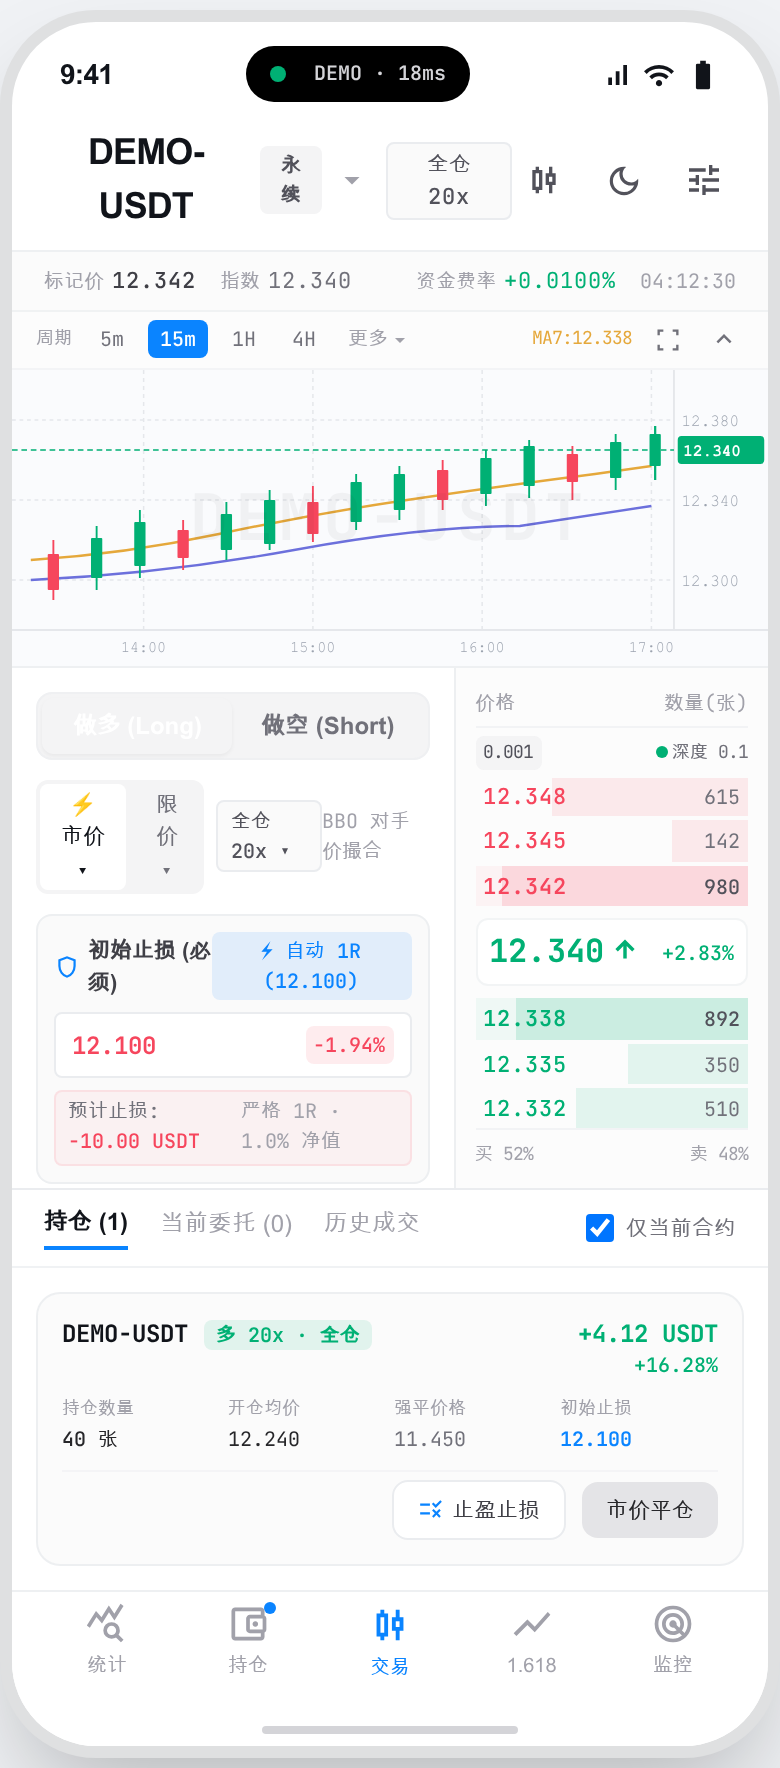 9:41
DEMO · 18ms
DEMO-
USDT
永
续
全仓
20x
标记价 12.342 指数 12.340 资金费率 +0.0100% 04:12:30
周期 5m 15m 1H 4H 更多 MA7:12.338
12.380
12.340
12.340
12.300
DEMO-USDT
14:00 15:00 16:00 17:00
做多 (Long) 做空 (Short)
⚡
市价
▾
限
价
▾
全仓
20x ▾
BBO 对手
价撮合
初始止损 (必
须)
自动 1R
(12.100)
12.100 -1.94%
预计止损:
-10.00 USDT
严格 1R ·
1.0% 净值
价格 数量(张)
0.001 深度 0.1
12.348 615
12.345 142
12.342 980
12.340 ↑ +2.83%
12.338 892
12.335 350
12.332 510
买 52% 卖 48%
持仓 (1) 当前委托 (0) 历史成交 仅当前合约
DEMO-USDT 多 20x · 全仓 +4.12 USDT
+16.28%
持仓数量 开仓均价 强平价格 初始止损
40 张 12.240 11.450 12.100
止盈止损 市价平仓
统计 持仓 交易 1.618 监控